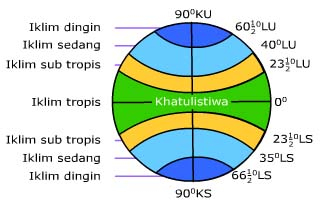 90⁰KU
Iklim dingin 60½⁰LU
Iklim sedang 40⁰LU
Iklim sub tropis 23½⁰LU
Iklim tropis Khatulistiwa 0⁰
Iklim sub tropis 23½⁰LS
Iklim sedang 35⁰LS
Iklim dingin 66½⁰LS
90⁰KS